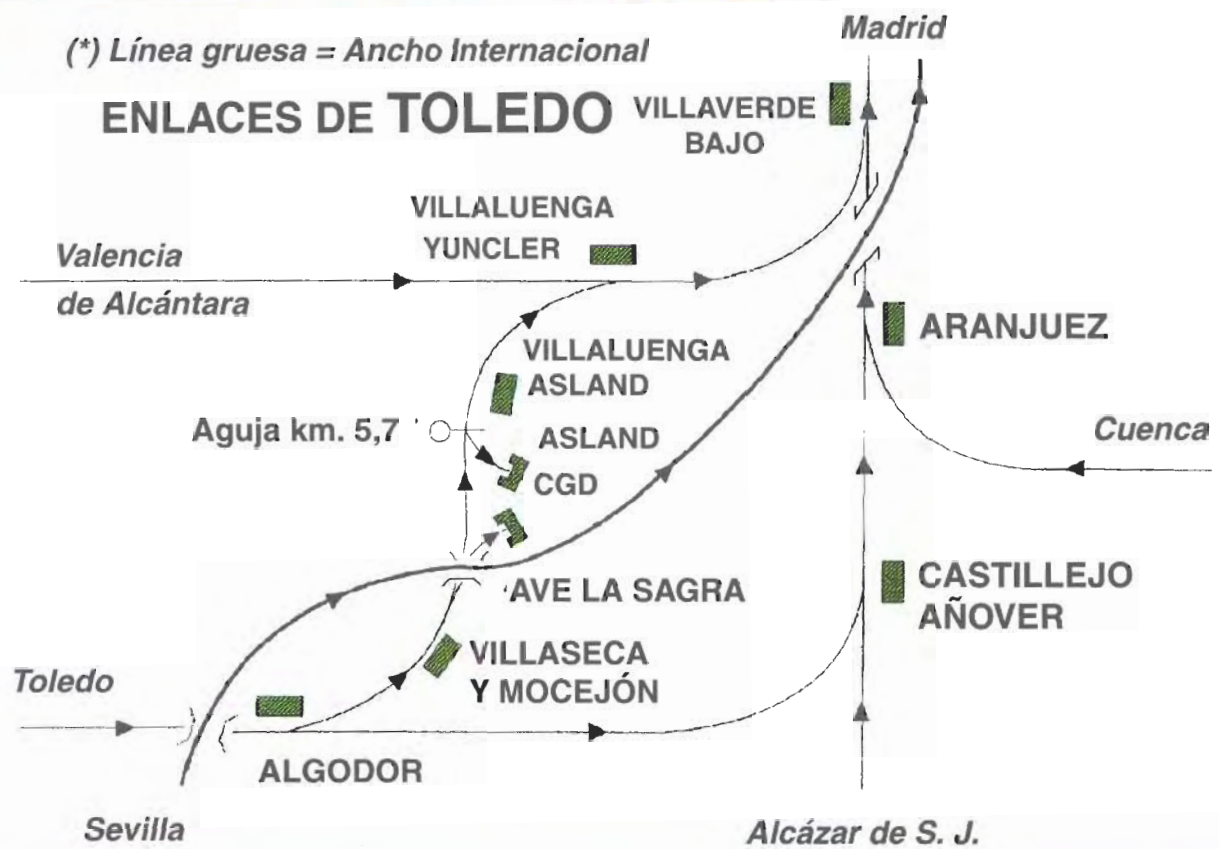 Madrid
(*) Línea gruesa = Ancho Internacional
ENLACES DE TOLEDO
VILLAVERDE
BAJO
VILLALUENGA
YUNCLER
Valencia
de Alcántara
ARANJUEZ
VILLALUENGA
ASLAND
Aguja km. 5,7
ASLAND
CGD
Cuenca
AVE LA SAGRA
CASTILLEJO
AÑOVER
VILLASECA
Y MOCEJÓN
Toledo
ALGODOR
Sevilla
Alcázar de S. J.